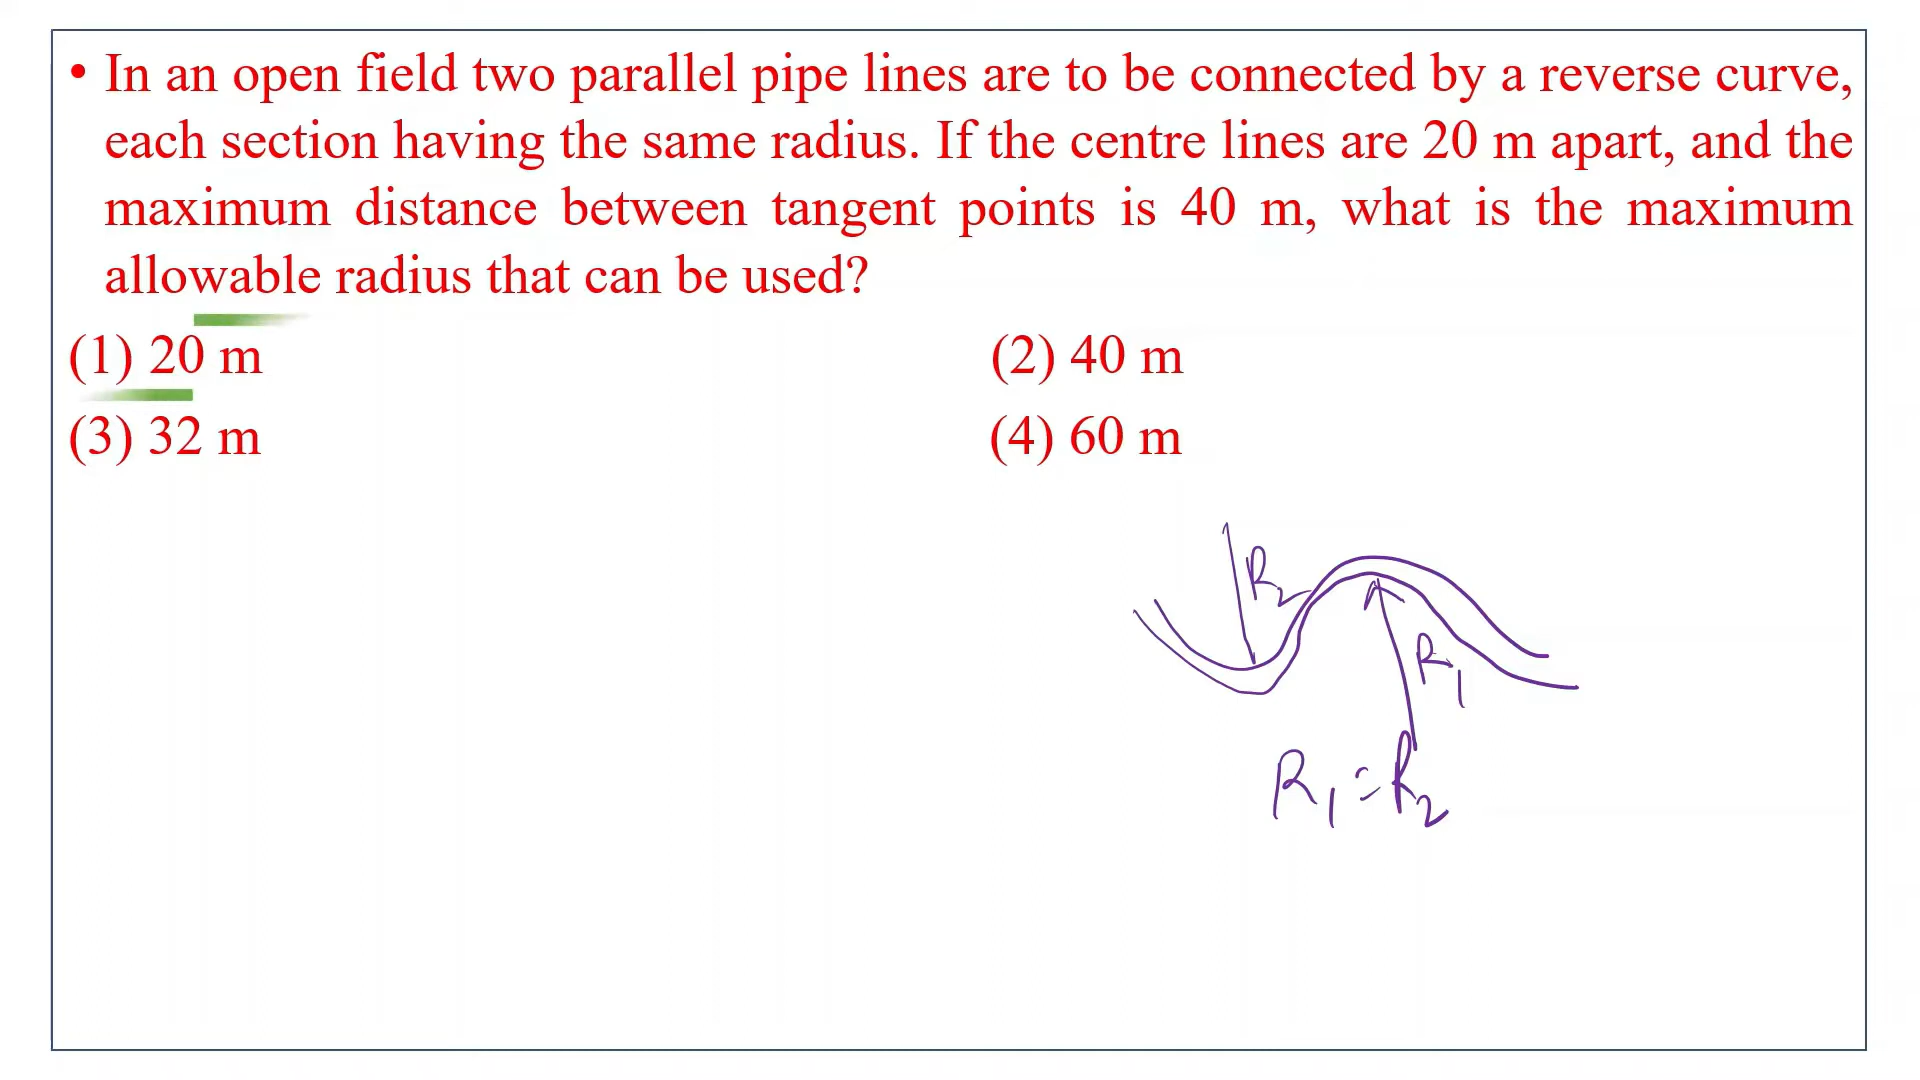 • In an open field two parallel pipe lines are to be connected by a reverse curve,
each section having the same radius. If the centre lines are 20 m apart, and the
maximum distance between tangent points is 40 m, what is the maximum
allowable radius that can be used?
(1) 20 m (2) 40 m
(3) 32 m (4) 60 m
R₂
R₁
R₁ = R₂